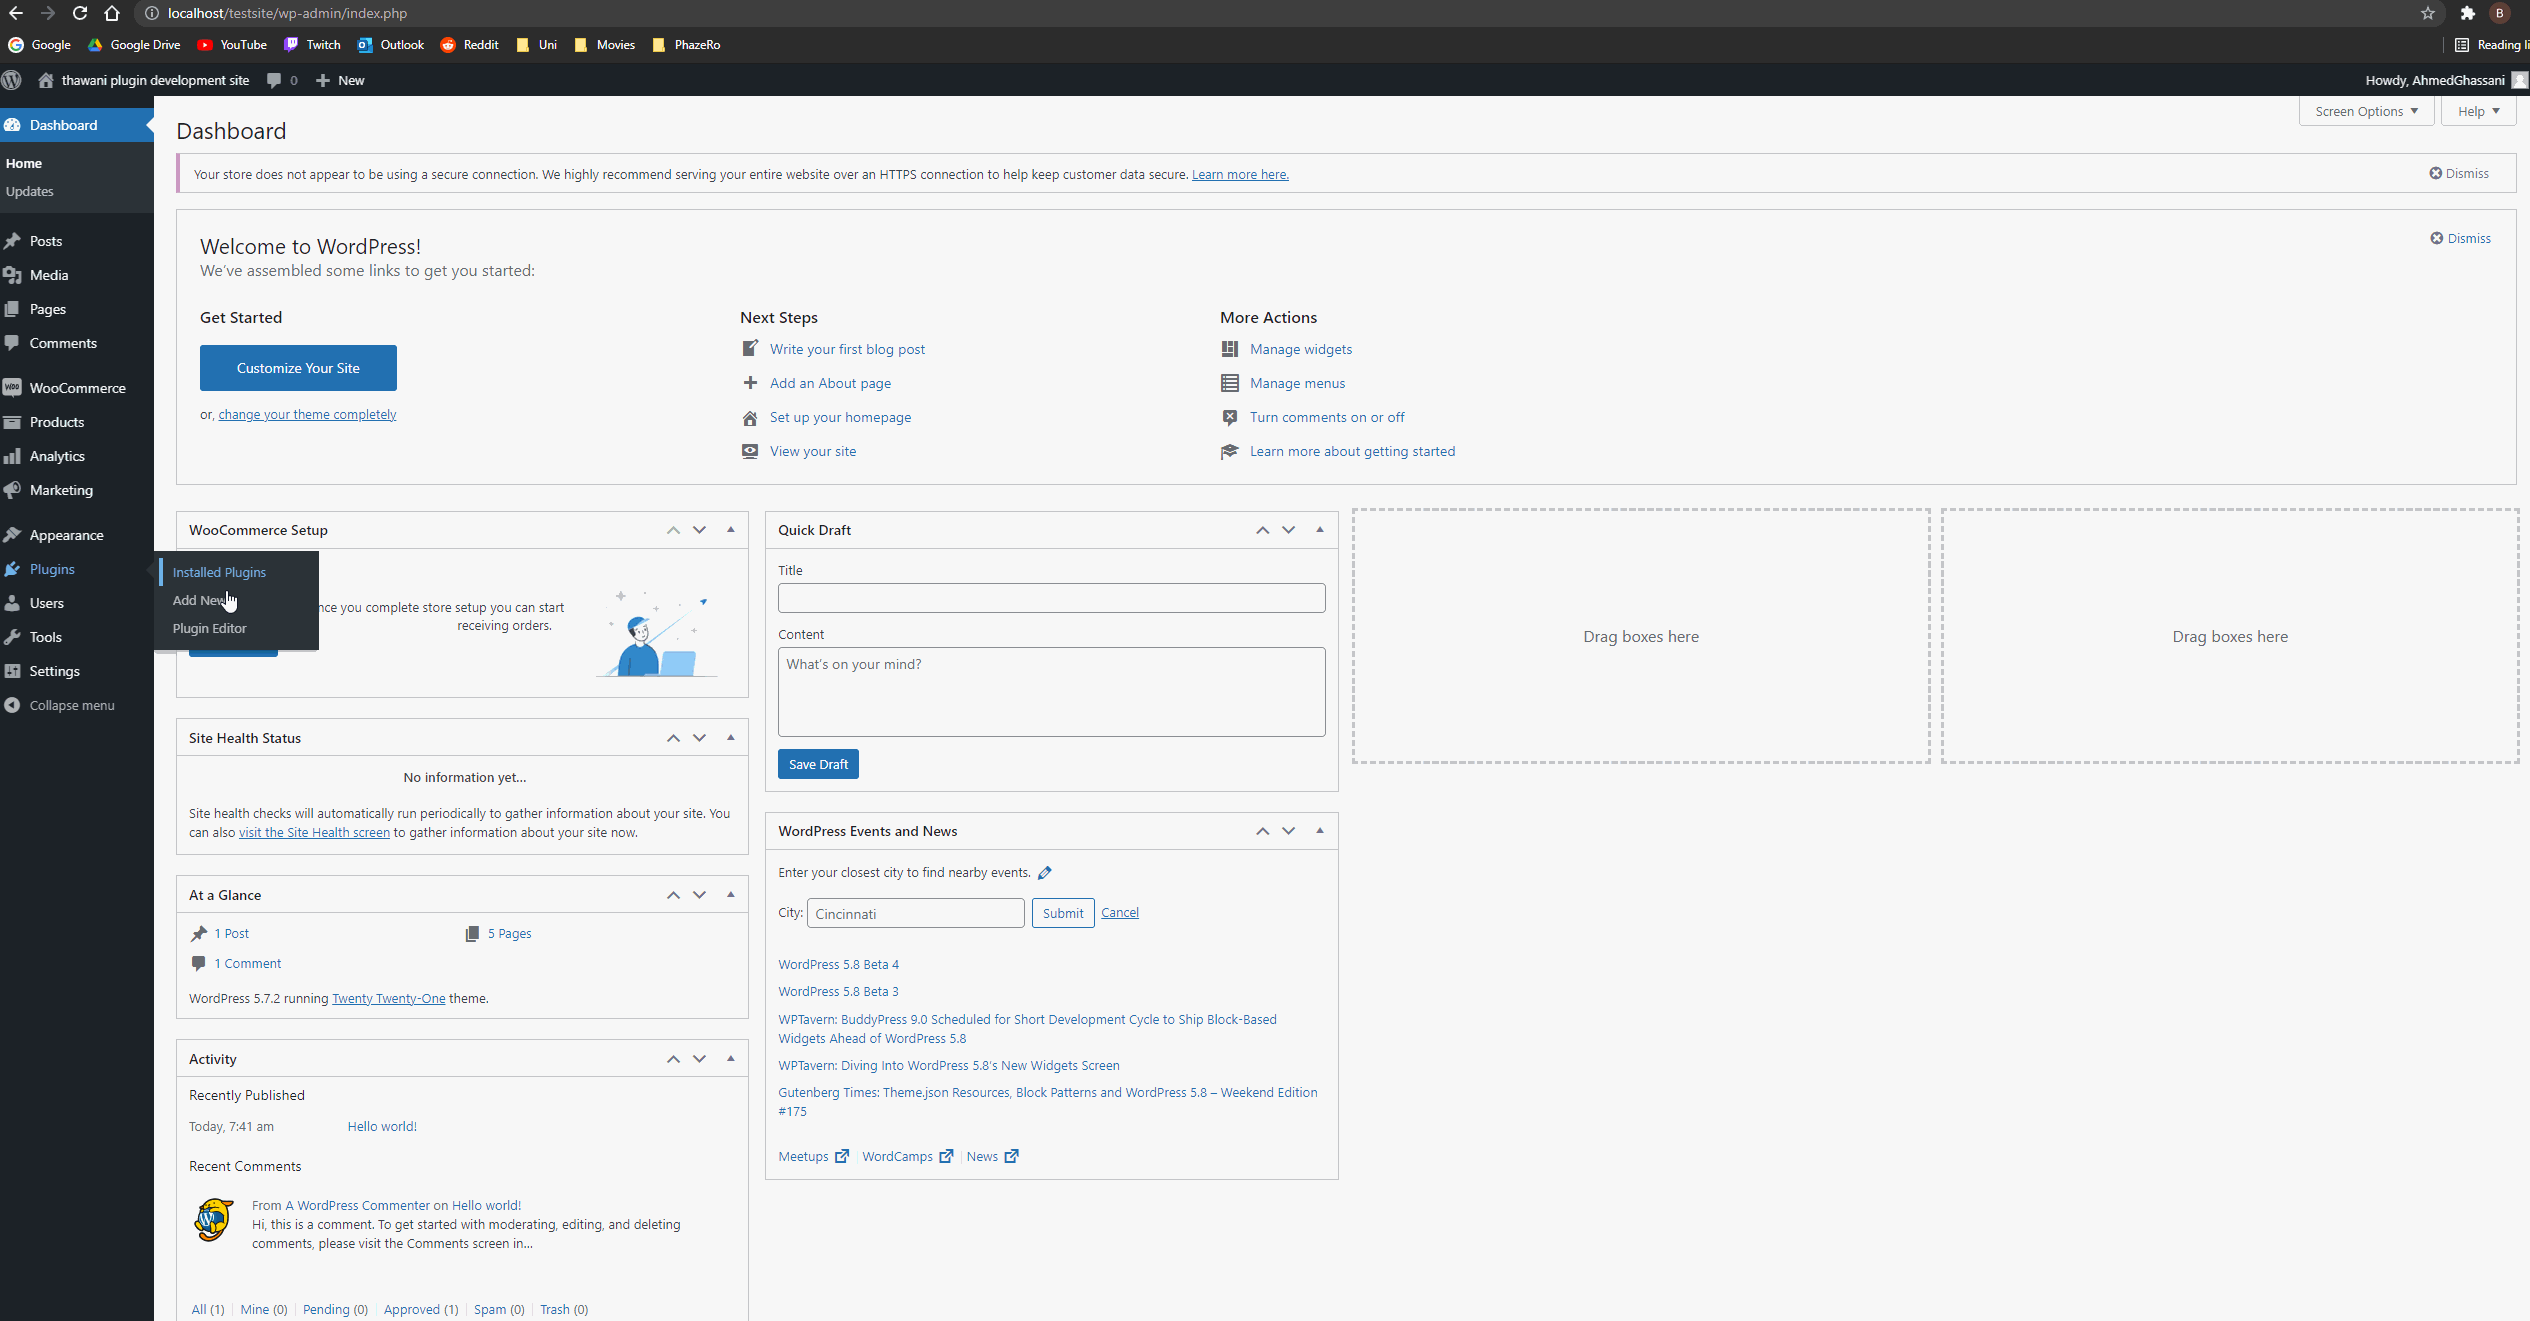 localhost/testsite/wp-admin/index.php
Google Google Drive YouTube Twitch Outlook Reddit Uni Movies PhazeRo Reading li
thawani plugin development site 0 New Howdy, AhmedGhassani
Dashboard
Home
Updates
Posts
Media
Pages
Comments
WooCommerce
Products
Analytics
Marketing
Appearance
Plugins
Installed Plugins
Add New
Plugin Editor
Users
Tools
Settings
Collapse menu
Screen Options Help
Dashboard
Your store does not appear to be using a secure connection. We highly recommend serving your entire website over an HTTPS connection to help keep customer data secure. Learn more here. Dismiss
Welcome to WordPress! Dismiss
We've assembled some links to get you started:
Get Started
Customize Your Site
or, change your theme completely
Next Steps
Write your first blog post
Add an About page
Set up your homepage
View your site
More Actions
Manage widgets
Manage menus
Turn comments on or off
Learn more about getting started
WooCommerce Setup
you complete store setup you can start
receiving orders.
Site Health Status
No information yet...
Site health checks will automatically run periodically to gather information about your site. You
can also visit the Site Health screen to gather information about your site now.
At a Glance
1 Post 5 Pages
1 Comment
WordPress 5.7.2 running Twenty Twenty-One theme.
Activity
Recently Published
Today, 7:41 am Hello world!
Recent Comments
From A WordPress Commenter on Hello world!
Hi, this is a comment. To get started with moderating, editing, and deleting
comments, please visit the Comments screen in...
All (1) | Mine (0) | Pending (0) | Approved (1) | Spam (0) | Trash (0)
Quick Draft
Title
Content
What's on your mind?
Save Draft
WordPress Events and News
Enter your closest city to find nearby events.
City: Cincinnati Submit Cancel
WordPress 5.8 Beta 4
WordPress 5.8 Beta 3
WPTavern: BuddyPress 9.0 Scheduled for Short Development Cycle to Ship Block-Based
Widgets Ahead of WordPress 5.8
WPTavern: Diving Into WordPress 5.8's New Widgets Screen
Gutenberg Times: Theme.json Resources, Block Patterns and WordPress 5.8 – Weekend Edition
#175
Meetups | WordCamps | News
Drag boxes here
Drag boxes here